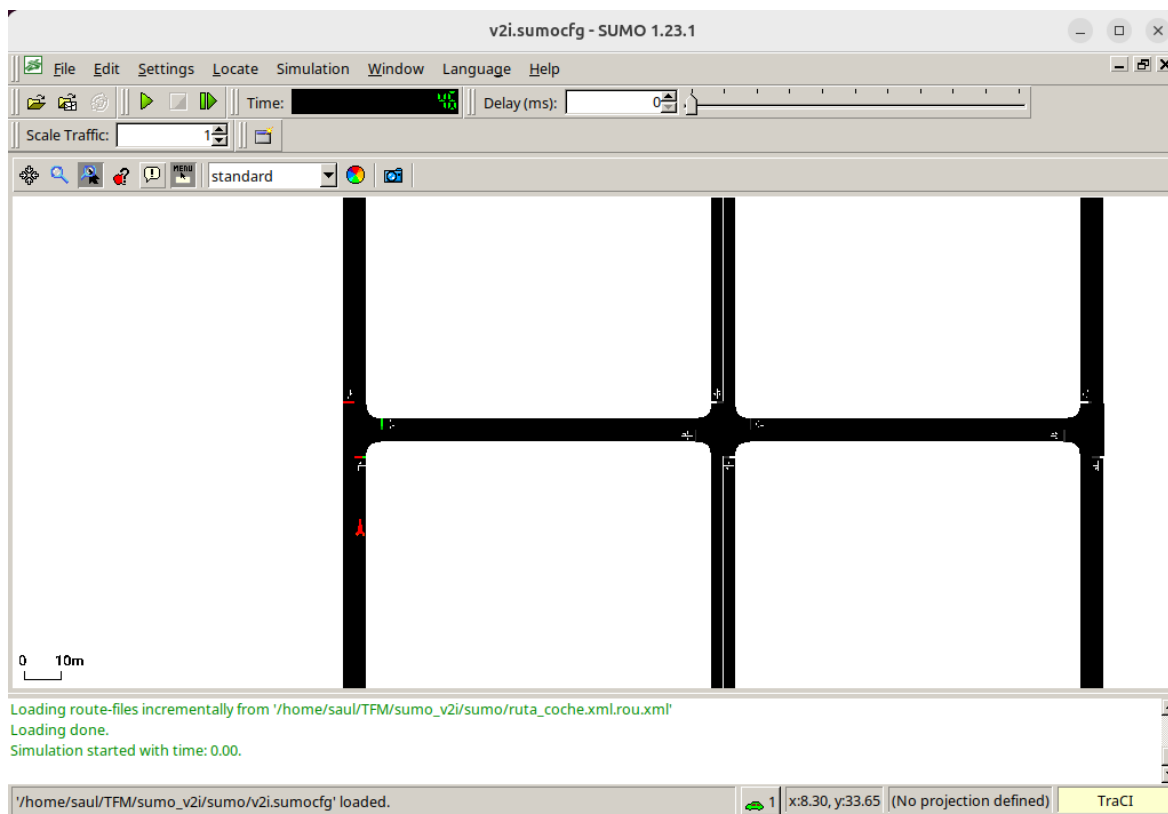 v2i.sumocfg - SUMO 1.23.1
File Edit Settings Locate Simulation Window Language Help
Time: 46 Delay (ms): 0
Scale Traffic: 1
MENU standard
0 10m
Loading route-files incrementally from '/home/saul/TFM/sumo_v2i/sumo/ruta_coche.xml.rou.xml'
Loading done.
Simulation started with time: 0.00.
'/home/saul/TFM/sumo_v2i/sumo/v2i.sumocfg' loaded. 1 x:8.30, y:33.65 (No projection defined) TraCI